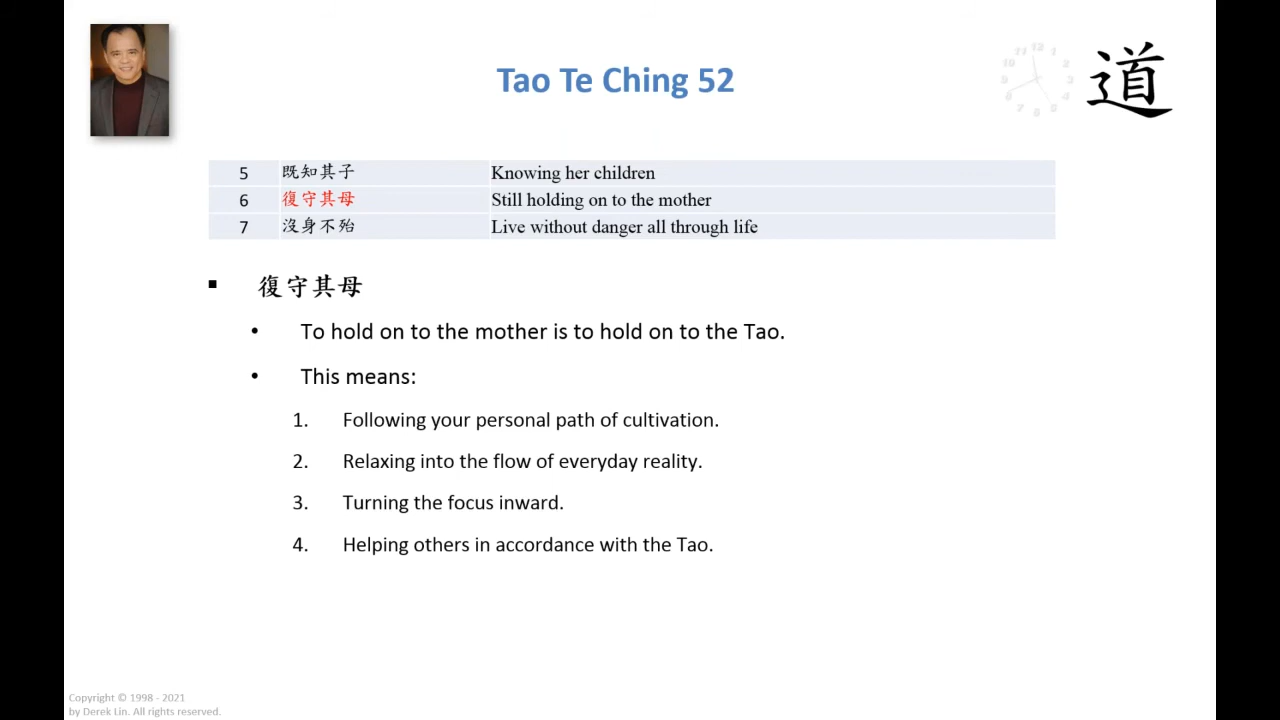 Tao Te Ching 52
道
5 既知其子 Knowing her children
6 復守其母 Still holding on to the mother
7 沒身不殆 Live without danger all through life
▪ 復守其母
• To hold on to the mother is to hold on to the Tao.
• This means:
1. Following your personal path of cultivation.
2. Relaxing into the flow of everyday reality.
3. Turning the focus inward.
4. Helping others in accordance with the Tao.
Copyright © 1998 - 2021
by Derek Lin. All rights reserved.